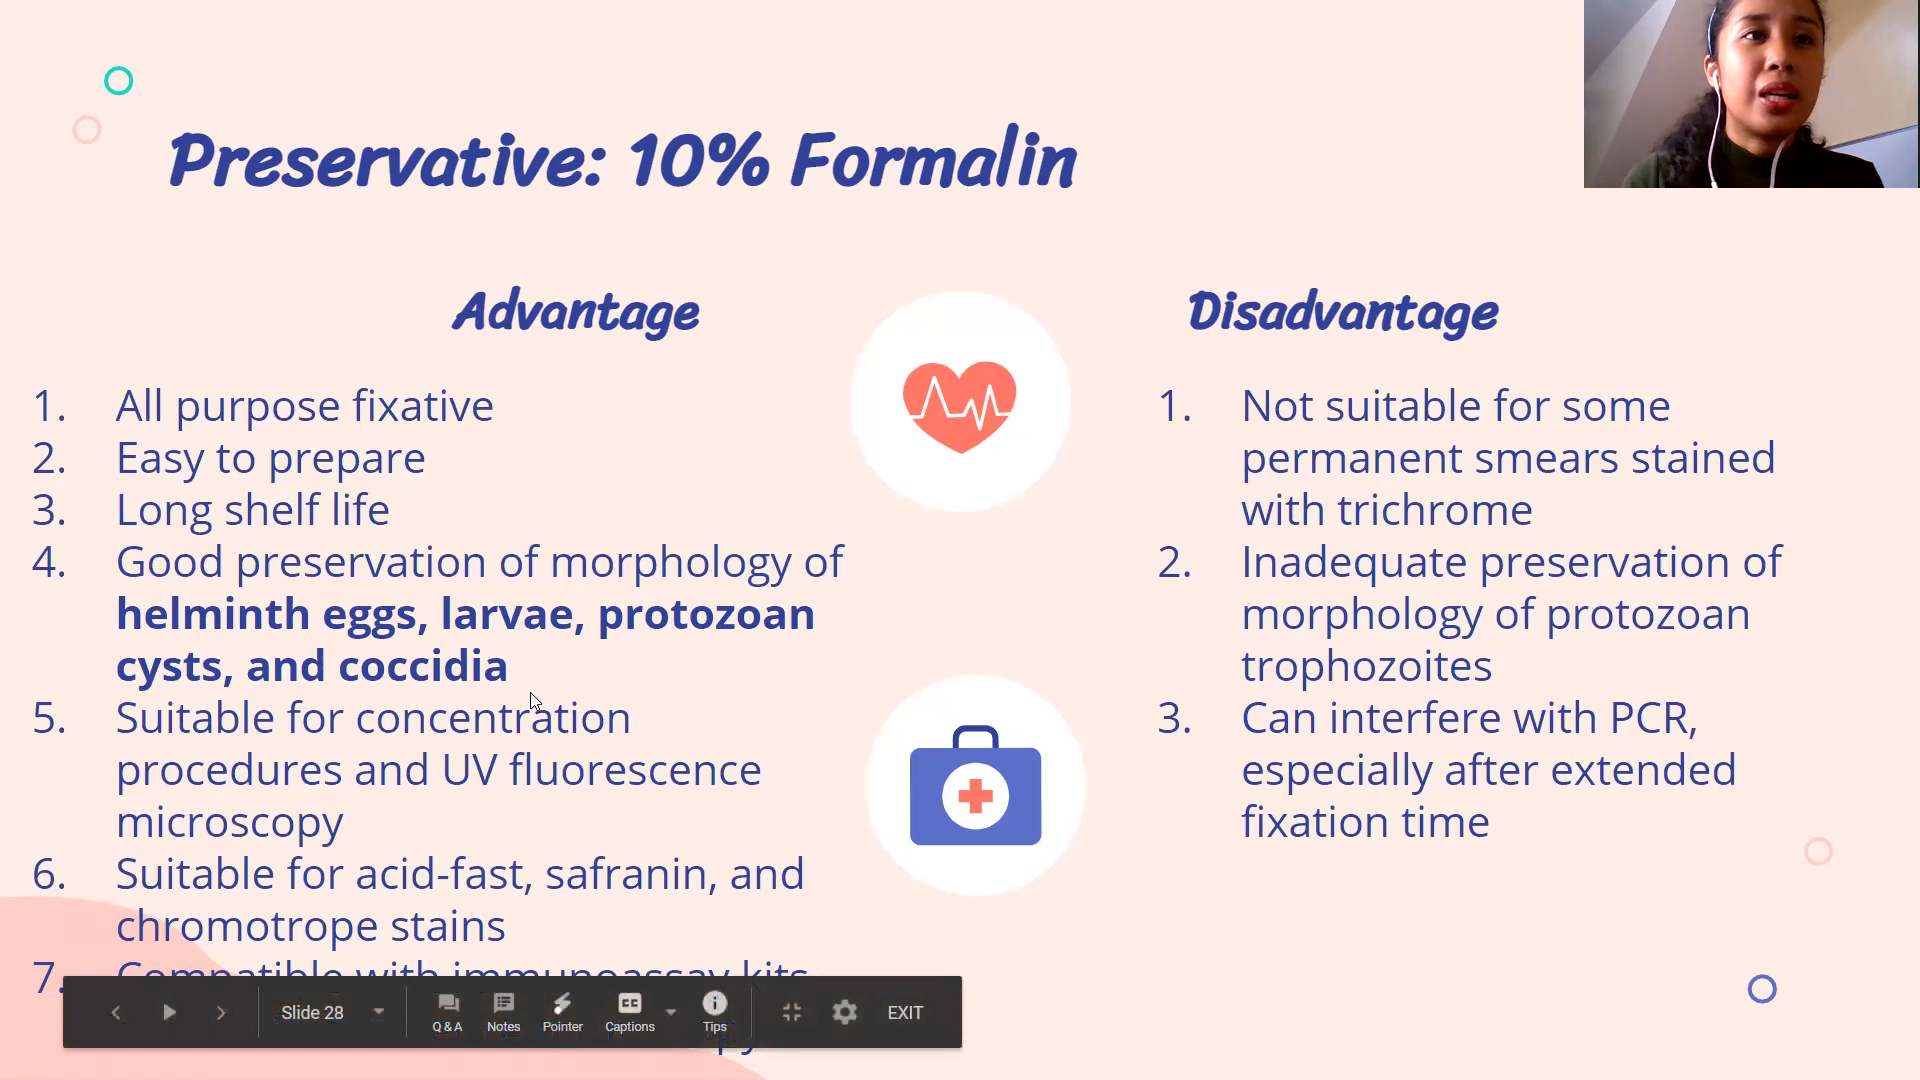 Preservative: 10% Formalin
Advantage
1. All purpose fixative
2. Easy to prepare
3. Long shelf life
4. Good preservation of morphology of
helminth eggs, larvae, protozoan
cysts, and coccidia
5. Suitable for concentration
procedures and UV fluorescence
microscopy
6. Suitable for acid-fast, safranin, and
chromotrope stains
7. Compatible with immunoassay kits
Disadvantage
1. Not suitable for some
permanent smears stained
with trichrome
2. Inadequate preservation of
morphology of protozoan
trophozoites
3. Can interfere with PCR,
especially after extended
fixation time
Slide 28
Q & A
Notes
Pointer
CC
Captions
Tips
EXIT